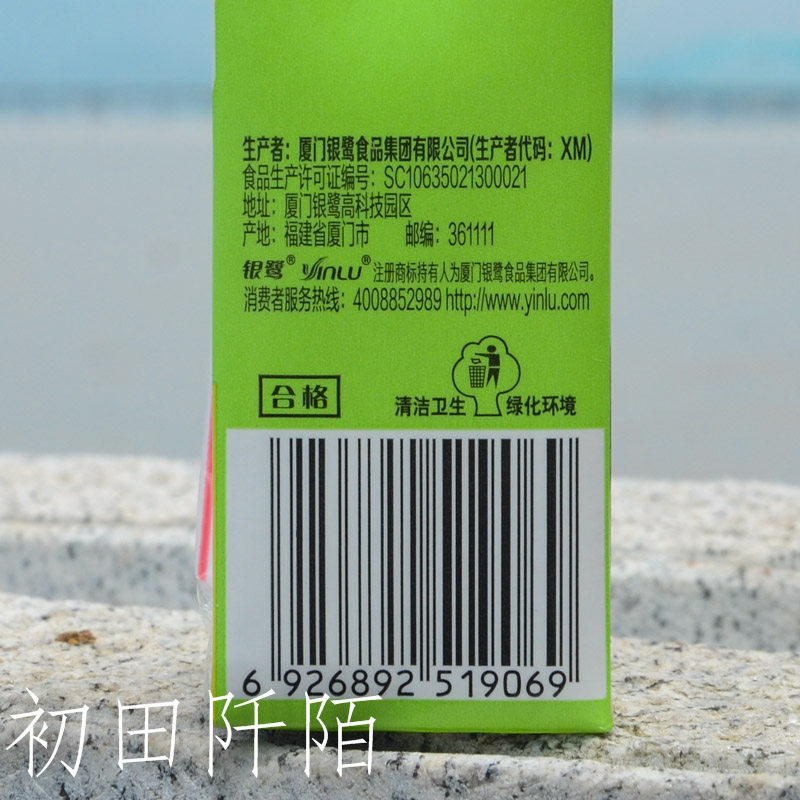 生产者：厦门银鹭食品集团有限公司(生产者代码：XM)
食品生产许可证编号：SC10635021300021
地址：厦门银鹭高科技园区
产地：福建省厦门市 邮编：361111
银鹭® YINLU® 注册商标持有人为厦门银鹭食品集团有限公司。
消费者服务热线：4008852989 http://www.yinlu.com
合格
清洁卫生 绿化环境
6 926892 519069
初田阡陌